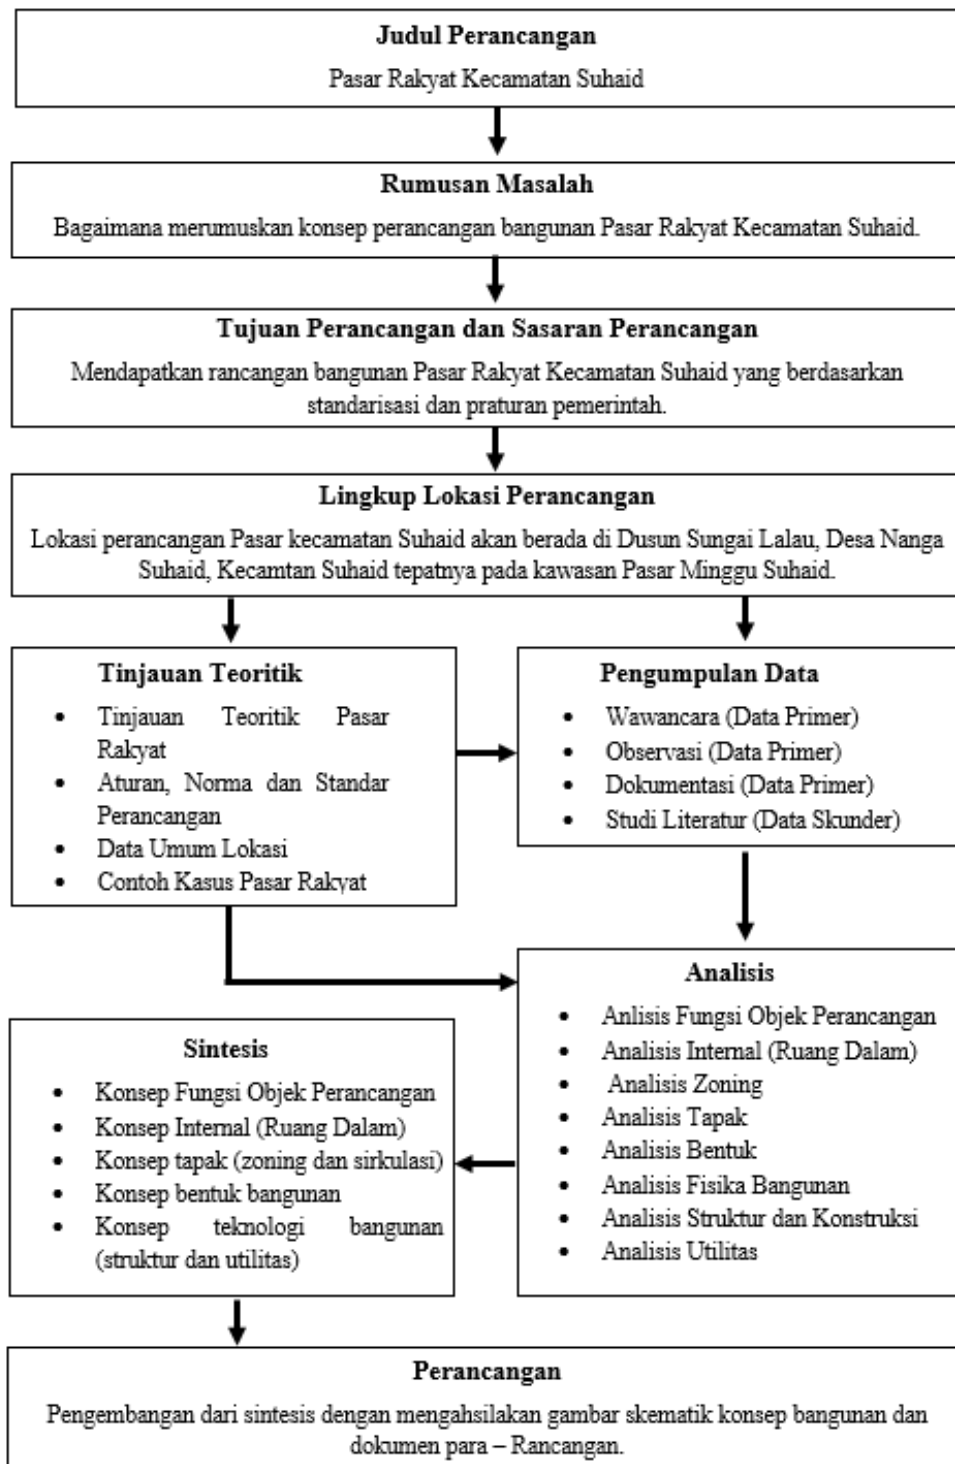 Judul Perancangan
Pasar Rakyat Kecamatan Suhaid
Rumusan Masalah
Bagaimana merumuskan konsep perancangan bangunan Pasar Rakyat Kecamatan Suhaid.
Tujuan Perancangan dan Sasaran Perancangan
Mendapatkan rancangan bangunan Pasar Rakyat Kecamatan Suhaid yang berdasarkan
standarisasi dan praturan pemerintah.
Lingkup Lokasi Perancangan
Lokasi perancangan Pasar kecamatan Suhaid akan berada di Dusun Sungai Lalau, Desa Nanga
Suhaid, Kecamtan Suhaid tepatnya pada kawasan Pasar Minggu Suhaid.
Tinjauan Teoritik
• Tinjauan Teoritik Pasar
Rakyat
• Aturan, Norma dan Standar
Perancangan
• Data Umum Lokasi
• Contoh Kasus Pasar Rakyat
Pengumpulan Data
• Wawancara (Data Primer)
• Observasi (Data Primer)
• Dokumentasi (Data Primer)
• Studi Literatur (Data Skunder)
Analisis
• Anlisis Fungsi Objek Perancangan
• Analisis Internal (Ruang Dalam)
• Analisis Zoning
• Analisis Tapak
• Analisis Bentuk
• Analisis Fisika Bangunan
• Analisis Struktur dan Konstruksi
• Analisis Utilitas
Sintesis
• Konsep Fungsi Objek Perancangan
• Konsep Internal (Ruang Dalam)
• Konsep tapak (zoning dan sirkulasi)
• Konsep bentuk bangunan
• Konsep teknologi bangunan
(struktur dan utilitas)
Perancangan
Pengembangan dari sintesis dengan mengahsilakan gambar skematik konsep bangunan dan
dokumen para – Rancangan.